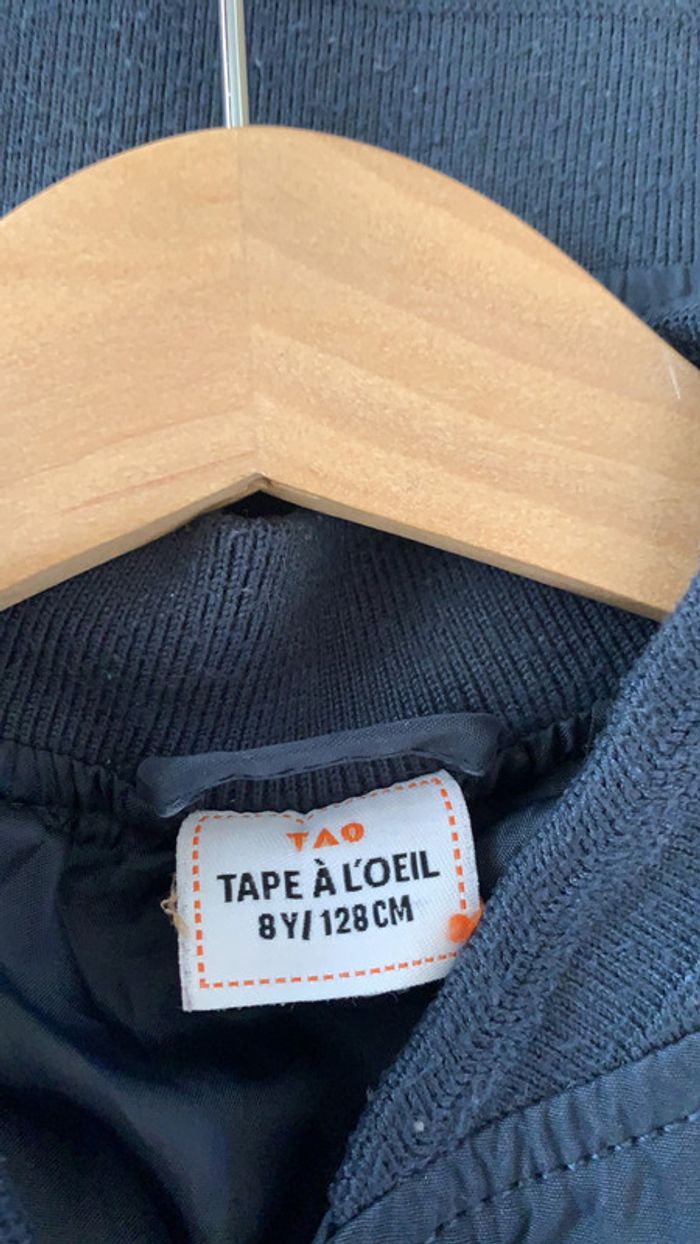 TAO
TAPE À L'OEIL
8Y/128CM